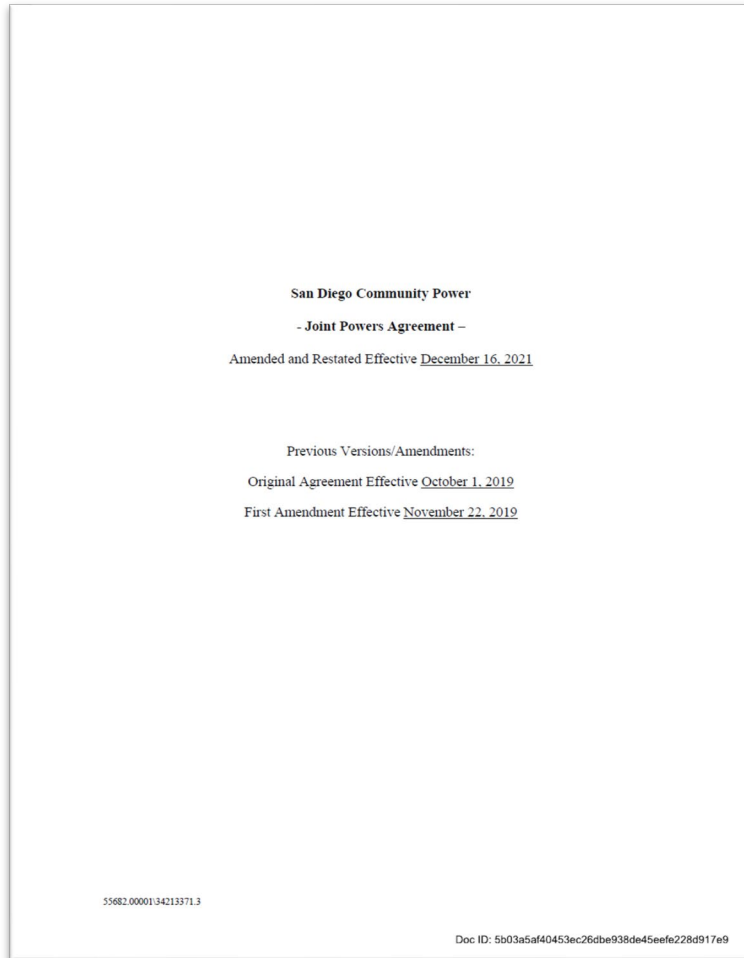 San Diego Community Power
- Joint Powers Agreement –
Amended and Restated Effective December 16, 2021
Previous Versions/Amendments:
Original Agreement Effective October 1, 2019
First Amendment Effective November 22, 2019
55682.00001\34213371.3
Doc ID: 5b03a5af40453ec26dbe938de45eefe228d917e9